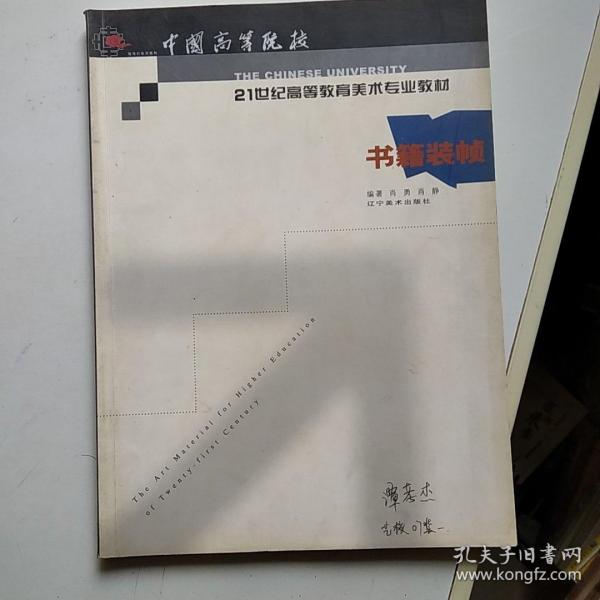 中國高等院校
THE CHINESE UNIVERSITY
21世纪高等教育美术专业教材
书籍装帧
编著 肖 勇 肖 静
辽宁美术出版社
The Art Material for Higher Education
of Twenty-first Century
孔夫子旧书网
www.kongfz.com